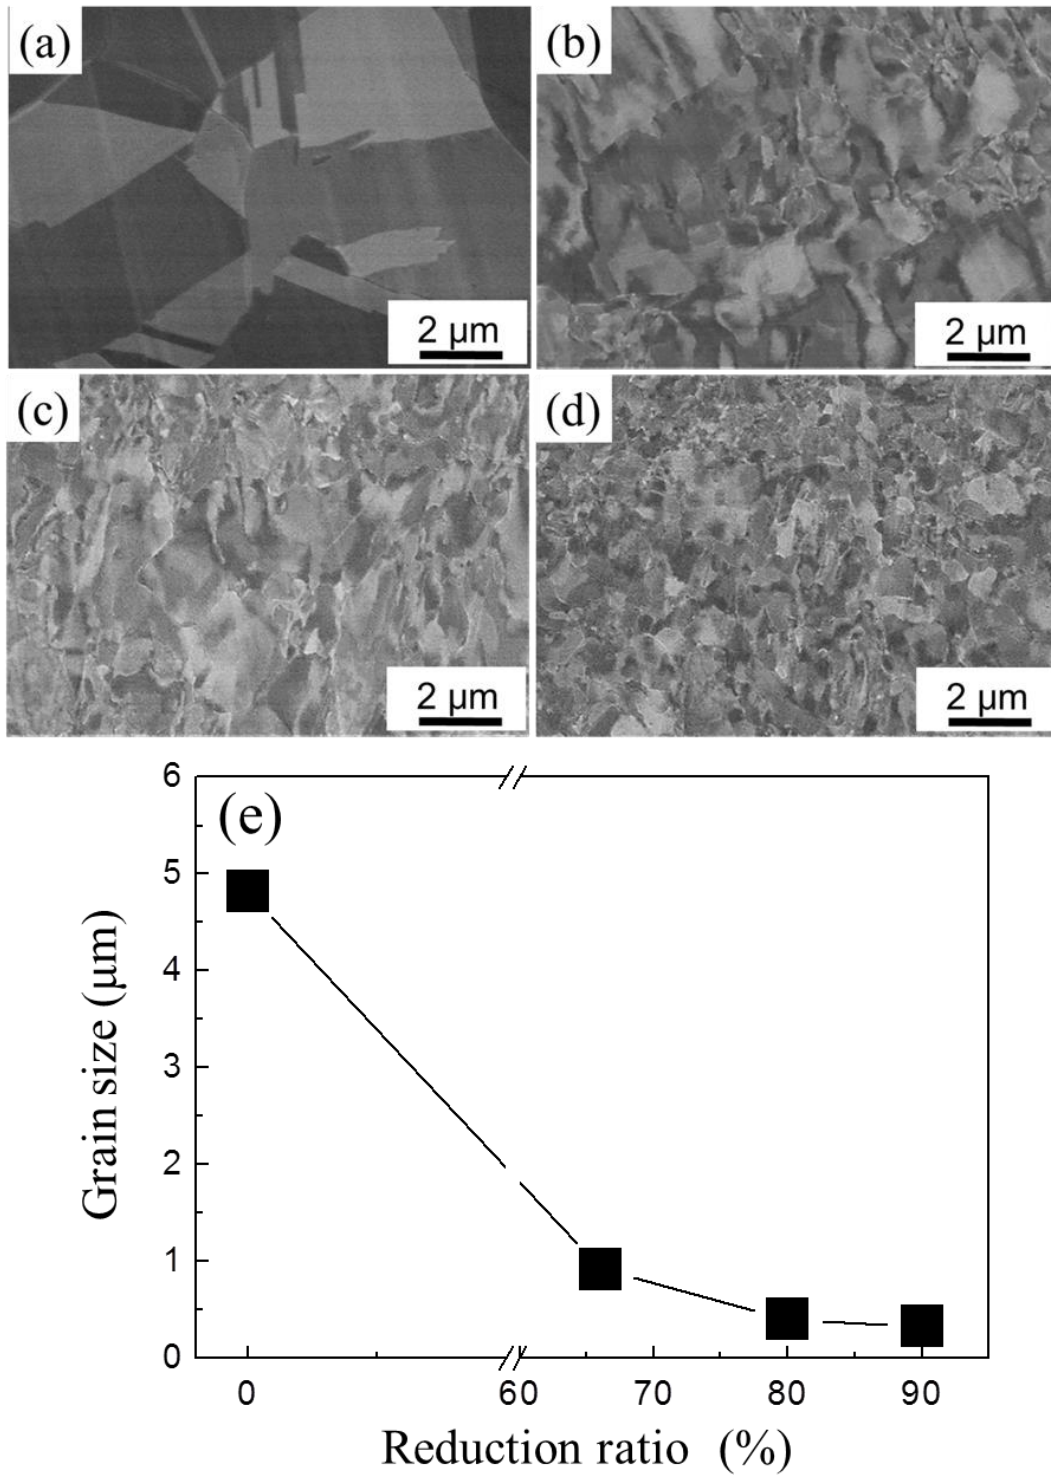 (a)
(b)
2 µm
2 µm
(c)
(d)
2 µm
2 µm
(e)
6
5
4
3
2
1
0
Grain size (µm)
0 60 70 80 90
Reduction ratio (%)